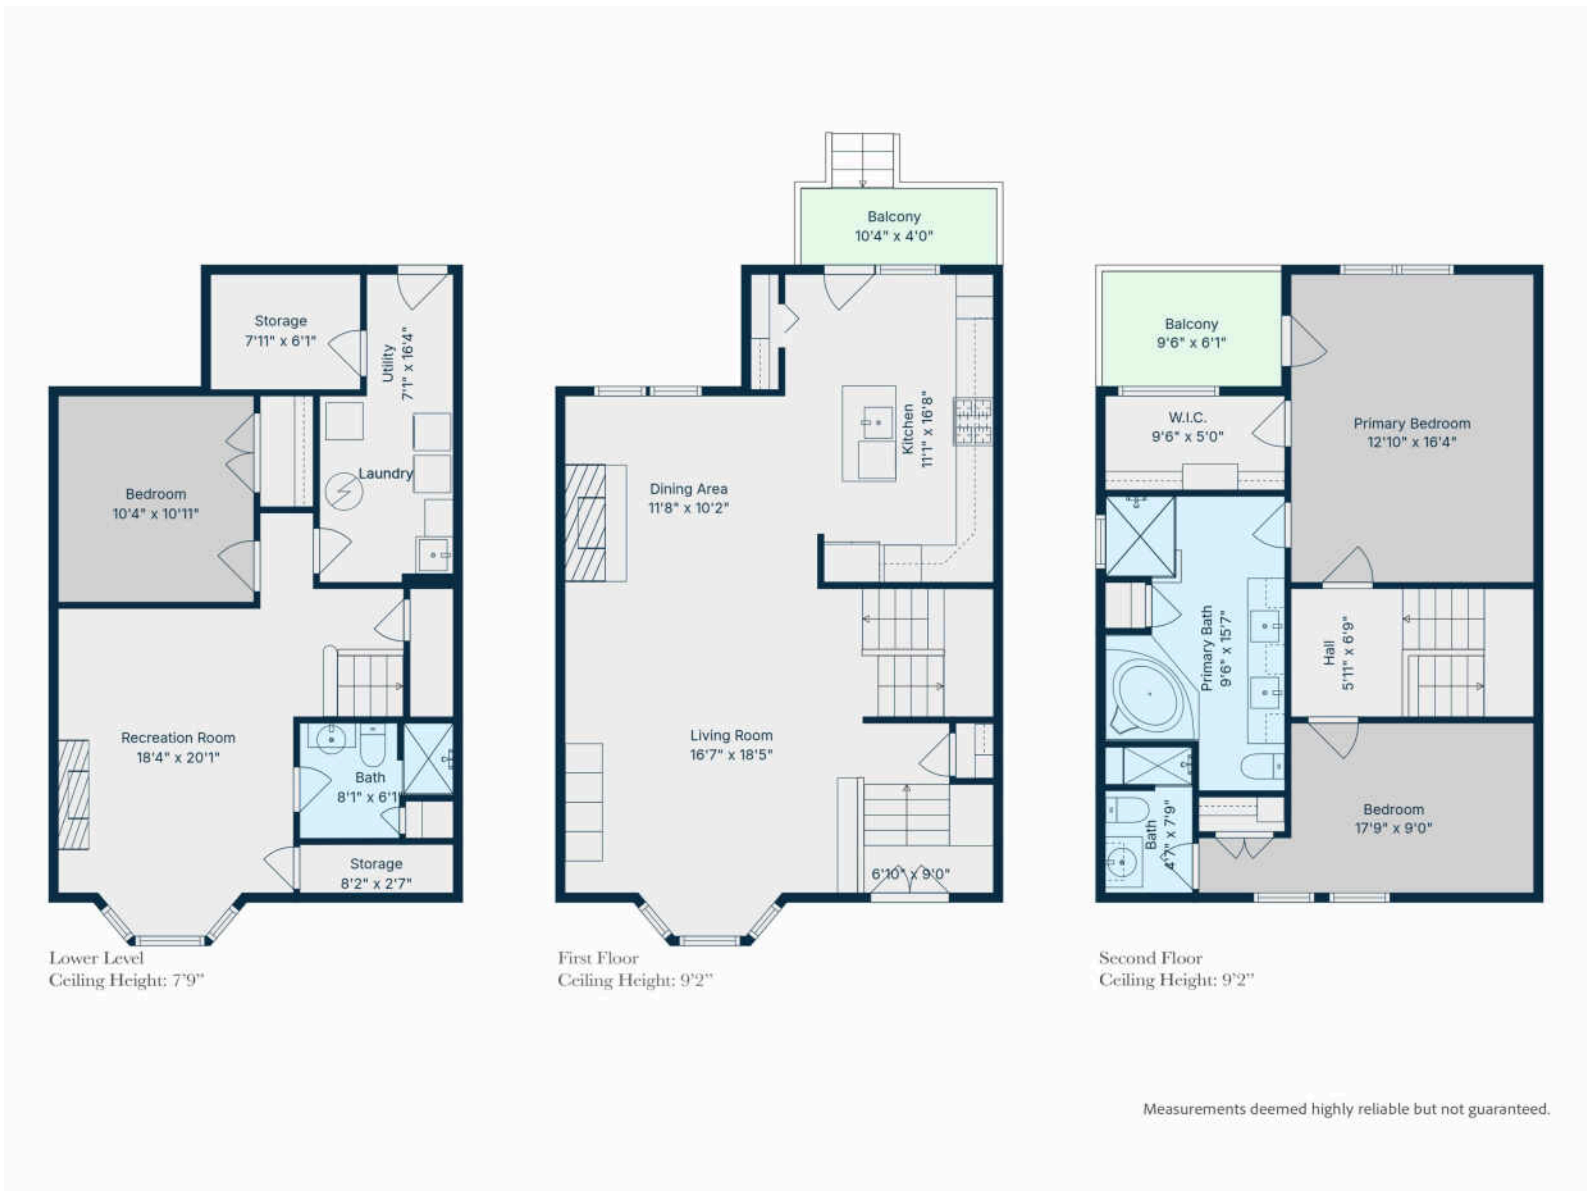 Balcony
10'4" x 4'0"
Storage
7'11" x 6'1"
Utility
7'1" x 16'4"
Laundry
Bedroom
10'4" x 10'11"
Recreation Room
18'4" x 20'1"
Bath
8'1" x 6'1"
Storage
8'2" x 2'7"
Lower Level
Ceiling Height: 7'9”
Kitchen
11'1" x 16'8"
Dining Area
11'8" x 10'2"
Living Room
16'7" x 18'5"
6'10" x 9'0"
First Floor
Ceiling Height: 9'2”
Balcony
9'6" x 6'1"
W.I.C.
9'6" x 5'0"
Primary Bedroom
12'10" x 16'4"
Primary Bath
9'6" x 15'7"
Hall
5'11" x 6'9"
Bath
4'7" x 7'9"
Bedroom
17'9" x 9'0"
Second Floor
Ceiling Height: 9'2”
Measurements deemed highly reliable but not guaranteed.